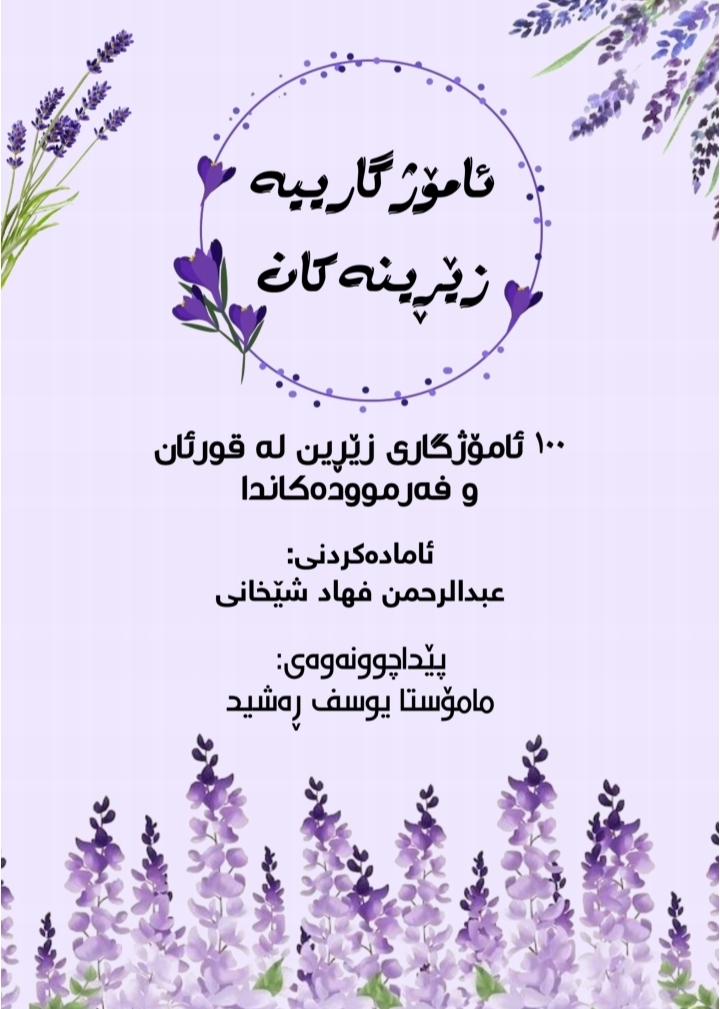 ئامۆژگارییە
زێڕینەکان
١٠٠ ئامۆژگاری زێڕین لە قورئان
و فەرموودەکاندا
ئامادەکردنی:
عبدالرحمن فهاد شێخانی
پێداچوونەوەی:
مامۆستا یوسف ڕەشید